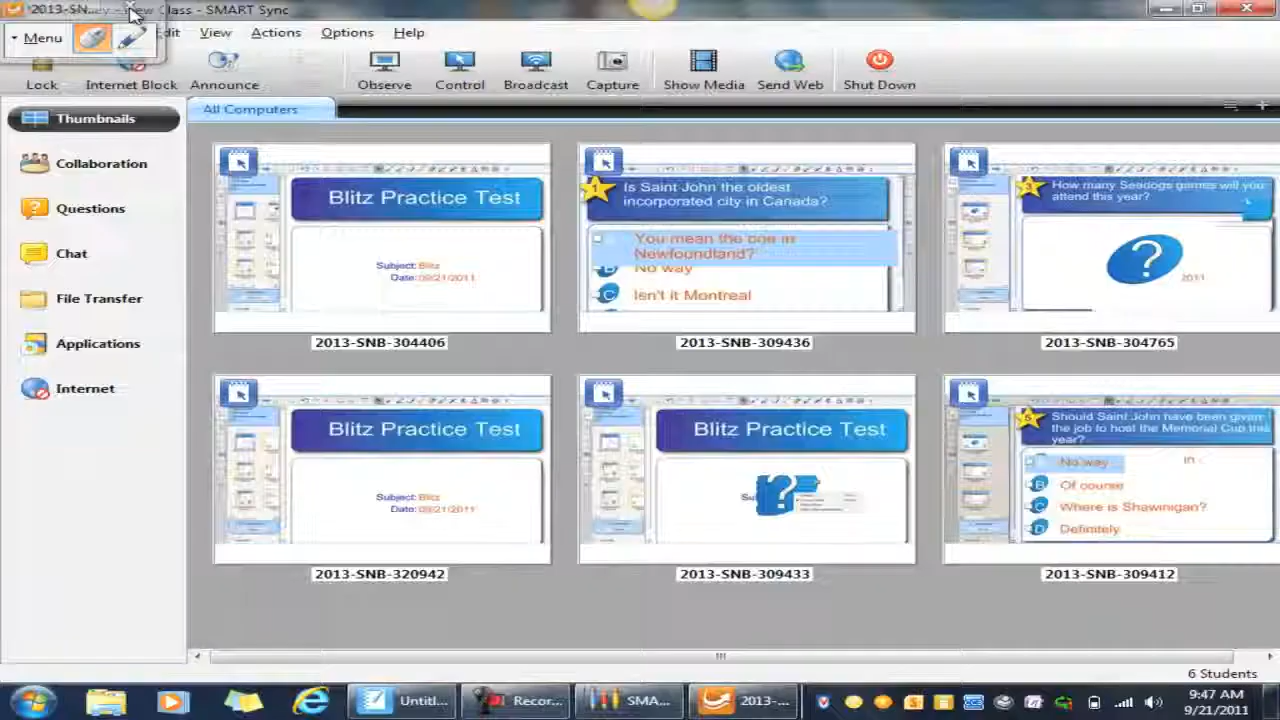 2013-SN...
Class - SMART Sync
Menu
View
Actions
Options
Help
Lock
Internet Block
Announce
Observe
Control
Broadcast
Capture
Show Media
Send Web
Shut Down
Thumbnails
Collaboration
Questions
Chat
File Transfer
Applications
Internet
All Computers
Blitz Practice Test
Subject: Blitz
Date: 09/21/2011
2013-SNB-304406
1
Is Saint John the oldest
incorporated city in Canada?
You mean the one in
Newfoundland?
B No way
C Isn't it Montreal
2013-SNB-309436
How many Seadogs games will you
attend this year?
?
2011
2013-SNB-304765
Blitz Practice Test
Subject: Blitz
Date: 09/21/2011
2013-SNB-320942
Blitz Practice Test
Su
?
2013-SNB-309433
5
Should Saint John have been given
the job to host the Memorial Cup this
year?
No way
in
B Of course
C Where is Shawinigan?
D Definitely
2013-SNB-309412
6 Students
Untitl...
Recor...
SMA...
2013-...
9:47 AM
9/21/2011